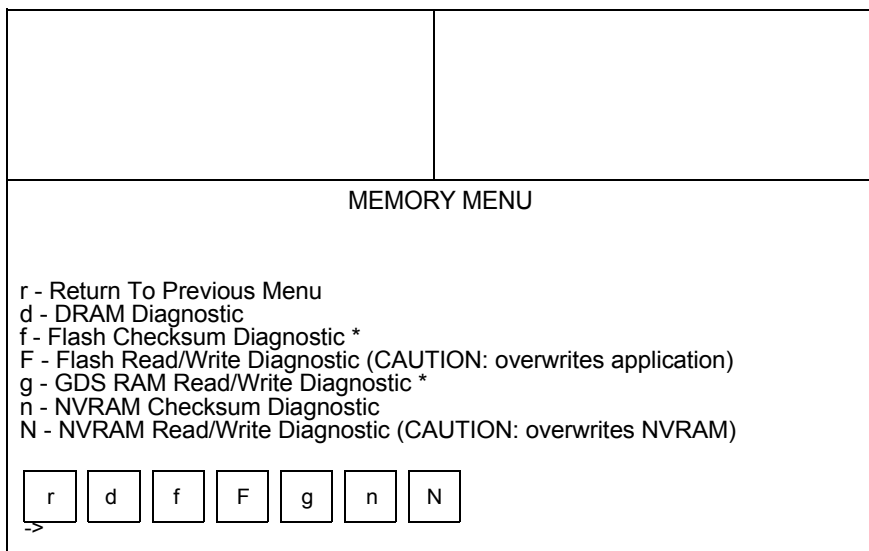 MEMORY MENU
r - Return To Previous Menu
d - DRAM Diagnostic
f - Flash Checksum Diagnostic *
F - Flash Read/Write Diagnostic (CAUTION: overwrites application)
g - GDS RAM Read/Write Diagnostic *
n - NVRAM Checksum Diagnostic
N - NVRAM Read/Write Diagnostic (CAUTION: overwrites NVRAM)
r d f F g n N
->